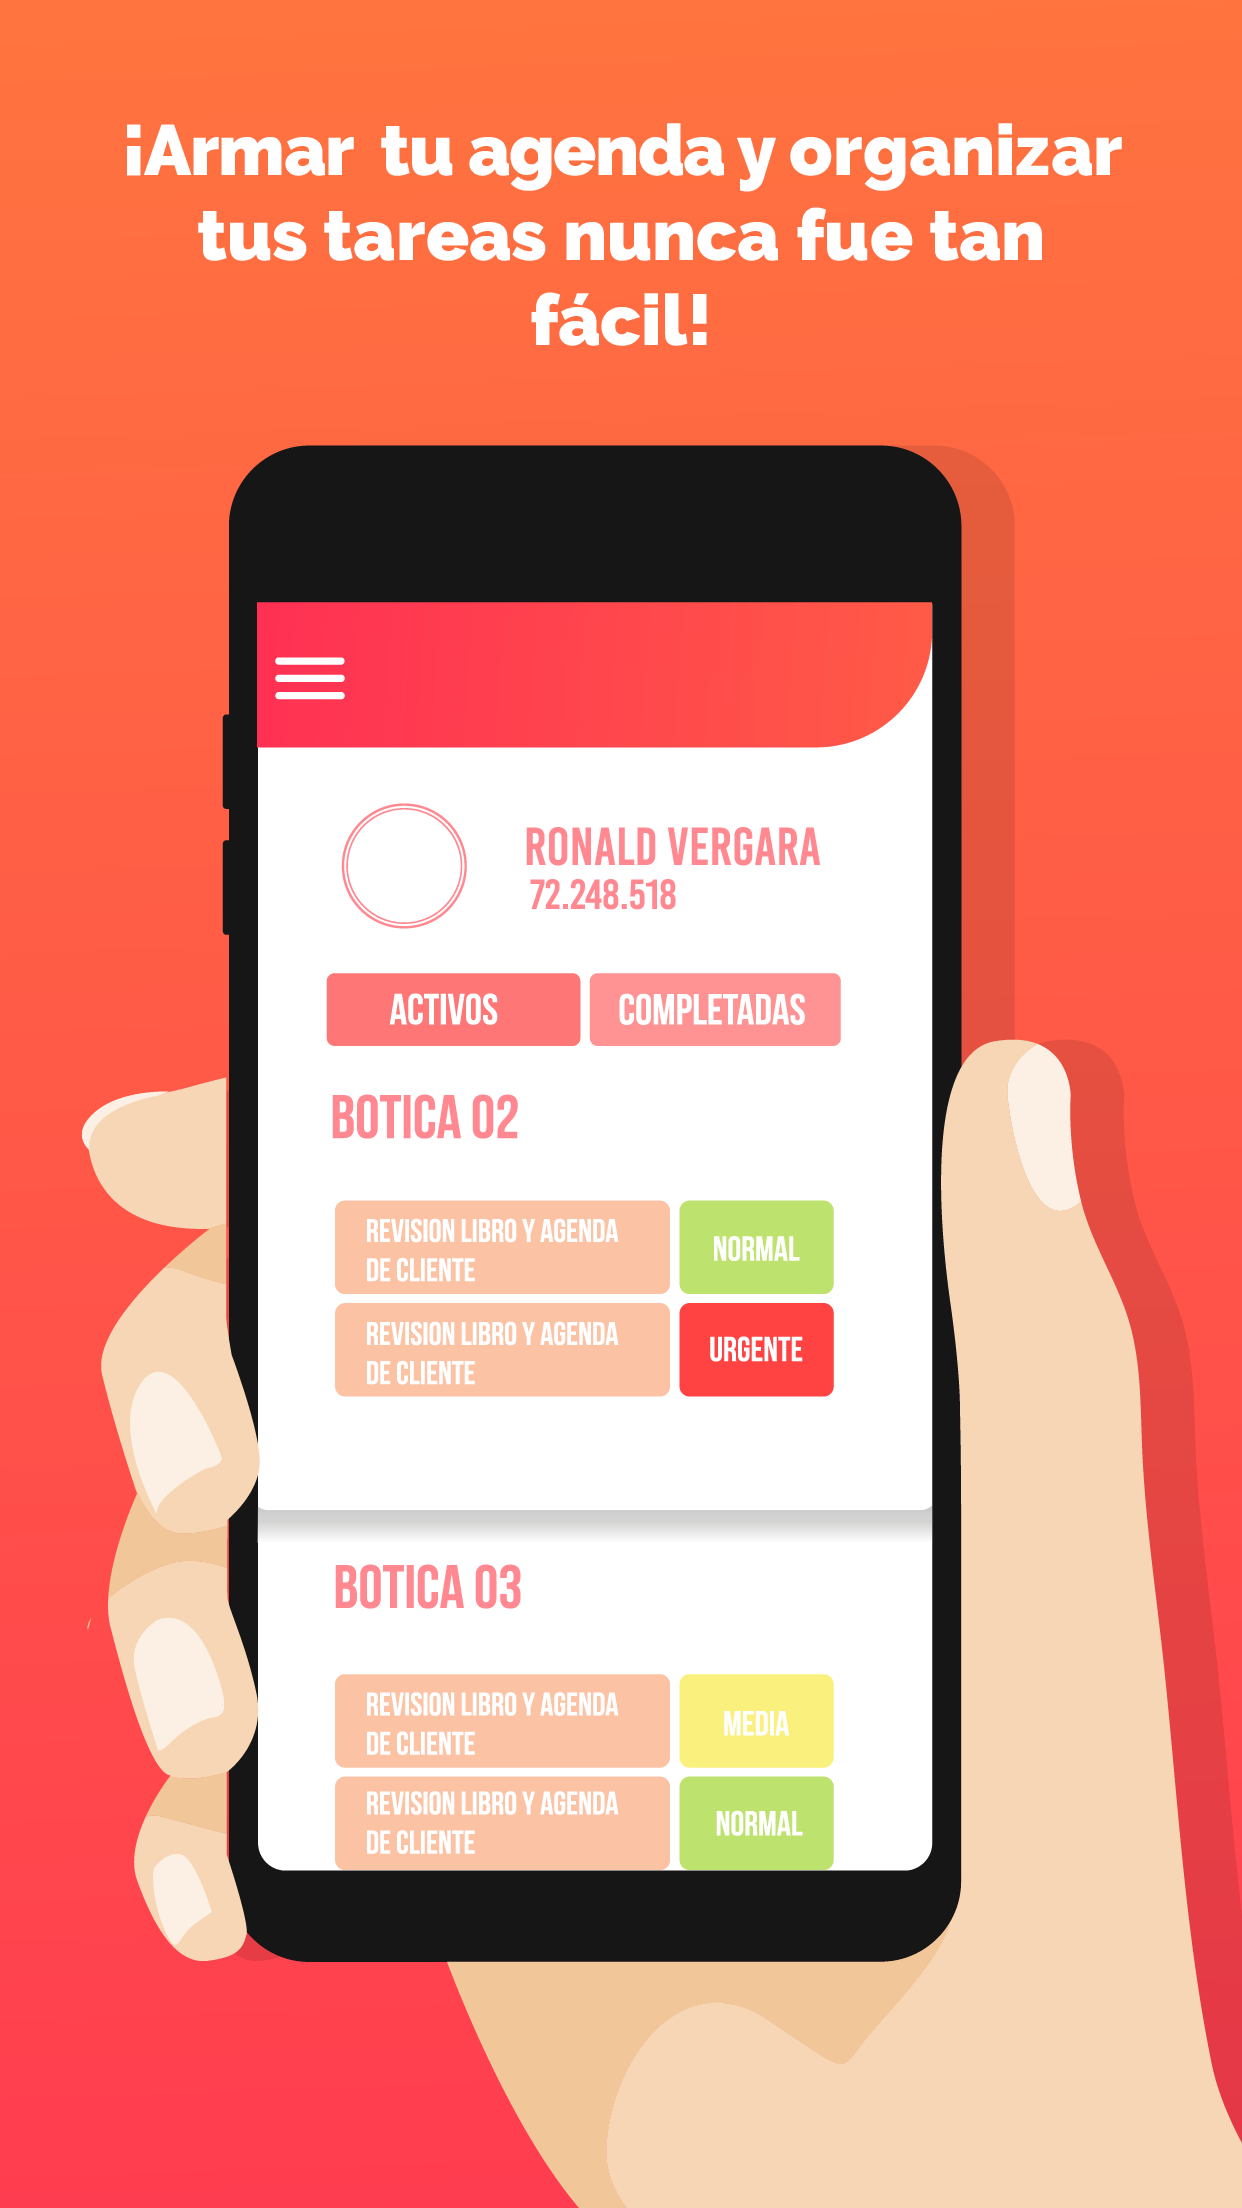 ¡Armar tu agenda y organizar
tus tareas nunca fue tan
fácil!
RONALD VERGARA
72.248.518
ACTIVOS
COMPLETADAS
BOTICA 02
REVISION LIBRO Y AGENDA
DE CLIENTE
NORMAL
REVISION LIBRO Y AGENDA
DE CLIENTE
URGENTE
BOTICA 03
REVISION LIBRO Y AGENDA
DE CLIENTE
MEDIA
REVISION LIBRO Y AGENDA
DE CLIENTE
NORMAL